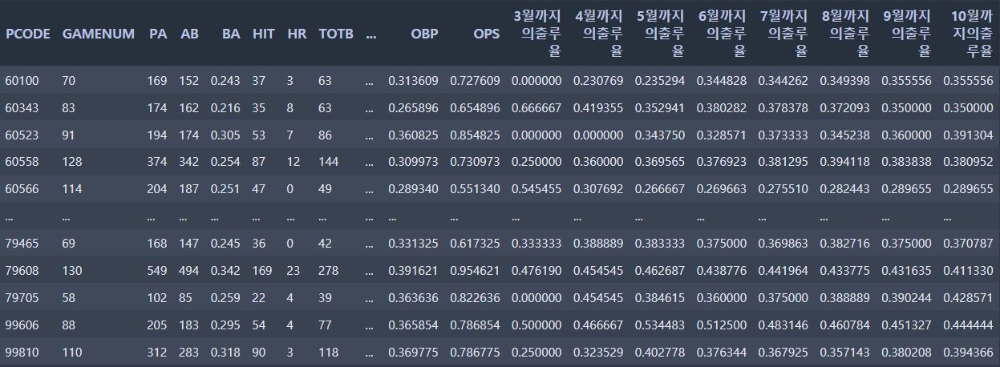 PCODE GAMENUM PA AB BA HIT HR TOTB ... OBP OPS 3월까지의출루율 4월까지의출루율 5월까지의출루율 6월까지의출루율 7월까지의출루율 8월까지의출루율 9월까지의출루율 10월까지의출루율
60100 70 169 152 0.243 37 3 63 ... 0.313609 0.727609 0.000000 0.230769 0.235294 0.344828 0.344262 0.349398 0.355556 0.355556
60343 83 174 162 0.216 35 8 63 ... 0.265896 0.654896 0.666667 0.419355 0.352941 0.380282 0.378378 0.372093 0.350000 0.350000
60523 91 194 174 0.305 53 7 86 ... 0.360825 0.854825 0.000000 0.000000 0.343750 0.328571 0.373333 0.345238 0.360000 0.391304
60558 128 374 342 0.254 87 12 144 ... 0.309973 0.730973 0.250000 0.360000 0.369565 0.376923 0.381295 0.394118 0.383838 0.380952
60566 114 204 187 0.251 47 0 49 ... 0.289340 0.551340 0.545455 0.307692 0.266667 0.269663 0.275510 0.282443 0.289655 0.289655
... ... ... ... ... ... ... ... ... ... ... ... ... ... ... ... ... ... ...
79465 69 168 147 0.245 36 0 42 ... 0.331325 0.617325 0.333333 0.388889 0.383333 0.375000 0.369863 0.382716 0.375000 0.370787
79608 130 549 494 0.342 169 23 278 ... 0.391621 0.954621 0.476190 0.454545 0.462687 0.438776 0.441964 0.433775 0.431635 0.411330
79705 58 102 85 0.259 22 4 39 ... 0.363636 0.822636 0.000000 0.454545 0.384615 0.360000 0.375000 0.388889 0.390244 0.428571
99606 88 205 183 0.295 54 4 77 ... 0.365854 0.786854 0.500000 0.466667 0.534483 0.512500 0.483146 0.460784 0.451327 0.444444
99810 110 312 283 0.318 90 3 118 ... 0.369775 0.786775 0.250000 0.323529 0.402778 0.376344 0.367925 0.357143 0.380208 0.394366